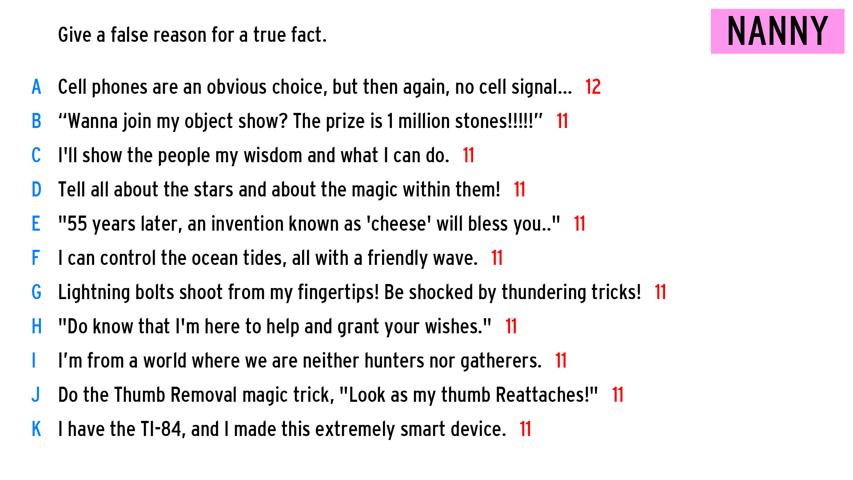 Give a false reason for a true fact.
NANNY
A Cell phones are an obvious choice, but then again, no cell signal... 12
B “Wanna join my object show? The prize is 1 million stones!!!!!” 11
C I'll show the people my wisdom and what I can do. 11
D Tell all about the stars and about the magic within them! 11
E "55 years later, an invention known as 'cheese' will bless you.." 11
F I can control the ocean tides, all with a friendly wave. 11
G Lightning bolts shoot from my fingertips! Be shocked by thundering tricks! 11
H "Do know that I'm here to help and grant your wishes." 11
I I’m from a world where we are neither hunters nor gatherers. 11
J Do the Thumb Removal magic trick, "Look as my thumb Reattaches!" 11
K I have the TI-84, and I made this extremely smart device. 11